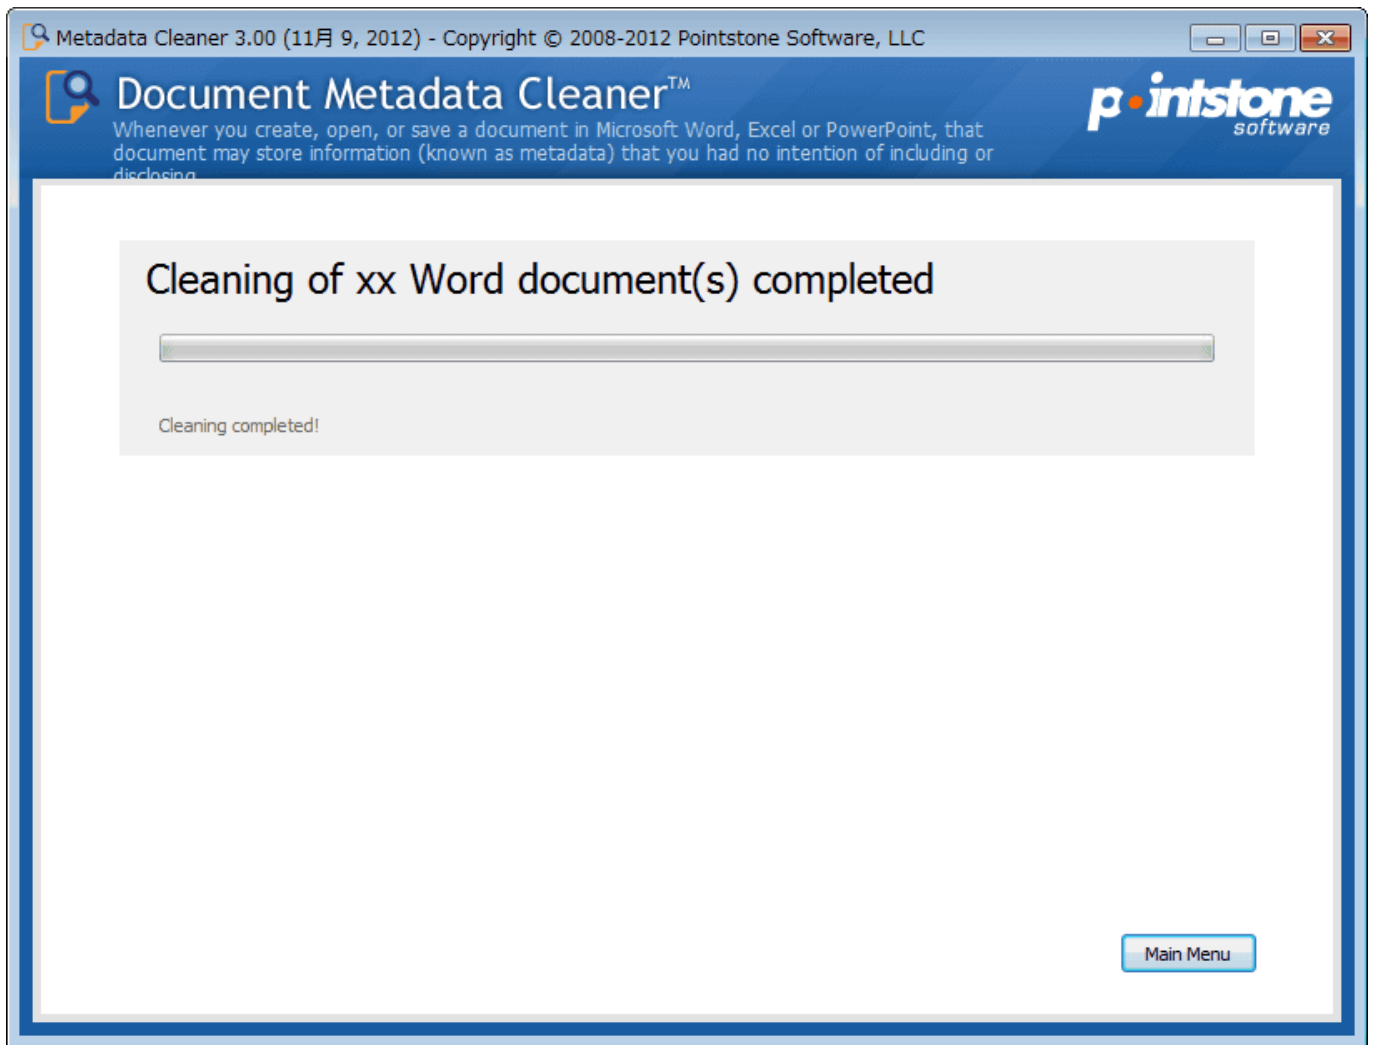 Metadata Cleaner 3.00 (11月 9, 2012) - Copyright © 2008-2012 Pointstone Software, LLC
Document Metadata Cleaner™
Whenever you create, open, or save a document in Microsoft Word, Excel or PowerPoint, that
document may store information (known as metadata) that you had no intention of including or
disclosing
pointstone
software
Cleaning of xx Word document(s) completed
Cleaning completed!
Main Menu